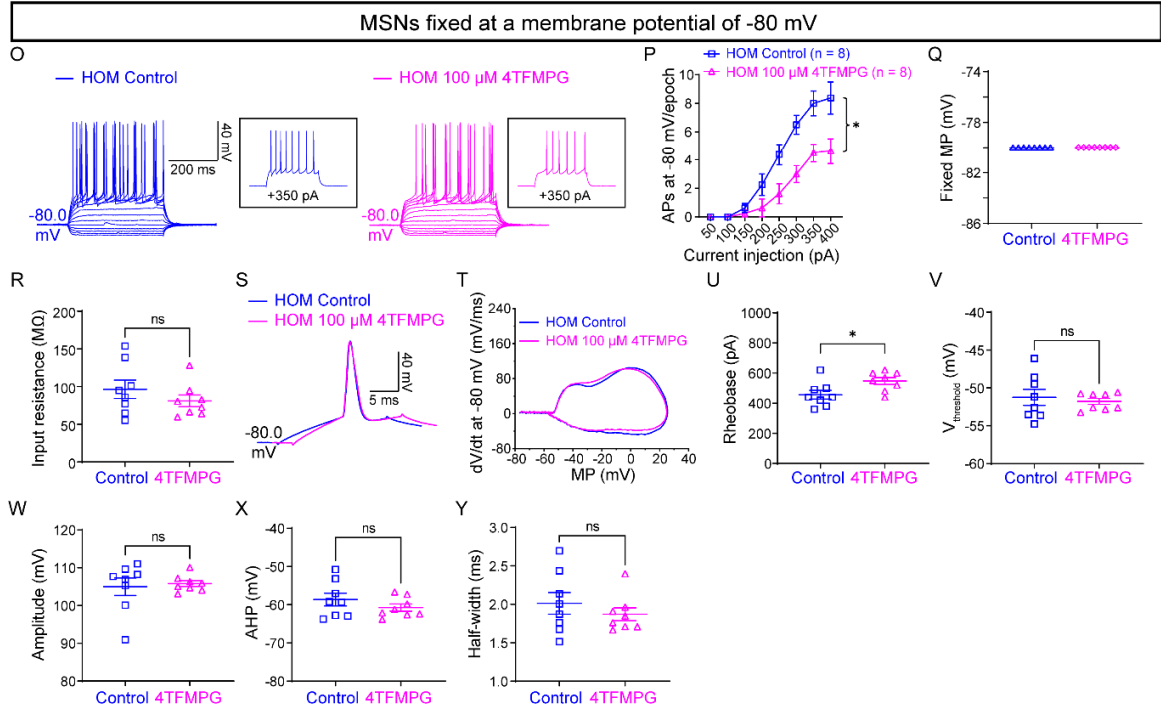 MSNs fixed at a membrane potential of -80 mV
O
HOM Control
HOM 100 µM 4TFMPG
40 mV
200 ms
+350 pA
+350 pA
-80.0
mV
-80.0
mV
P
HOM Control (n = 8)
HOM 100 µM 4TFMPG (n = 8)
APs at -80 mV/epoch
10
8
6
4
2
0
*
50 100 150 200 250 300 350 400
Current injection (pA)
Q
Fixed MP (mV)
-74
-78
-82
-86
Control 4TFMPG
R
Input resistance (MΩ)
200
150
100
50
0
ns
Control 4TFMPG
S
HOM Control
HOM 100 µM 4TFMPG
40 mV
5 ms
-80.0
mV
T
HOM Control
HOM 100 µM 4TFMPG
dV/dt at -80 mV (mV/ms)
160
80
0
-80
-80 -60 -40 -20 0 20 40
MP (mV)
U
Rheobase (pA)
1000
800
600
400
200
0
*
Control 4TFMPG
V
Vthreshold (mV)
-40
-45
-50
-55
-60
ns
Control 4TFMPG
W
Amplitude (mV)
120
110
100
90
80
ns
Control 4TFMPG
X
AHP (mV)
-40
-50
-60
-70
-80
ns
Control 4TFMPG
Y
Half-width (ms)
3.0
2.5
2.0
1.5
1.0
ns
Control 4TFMPG